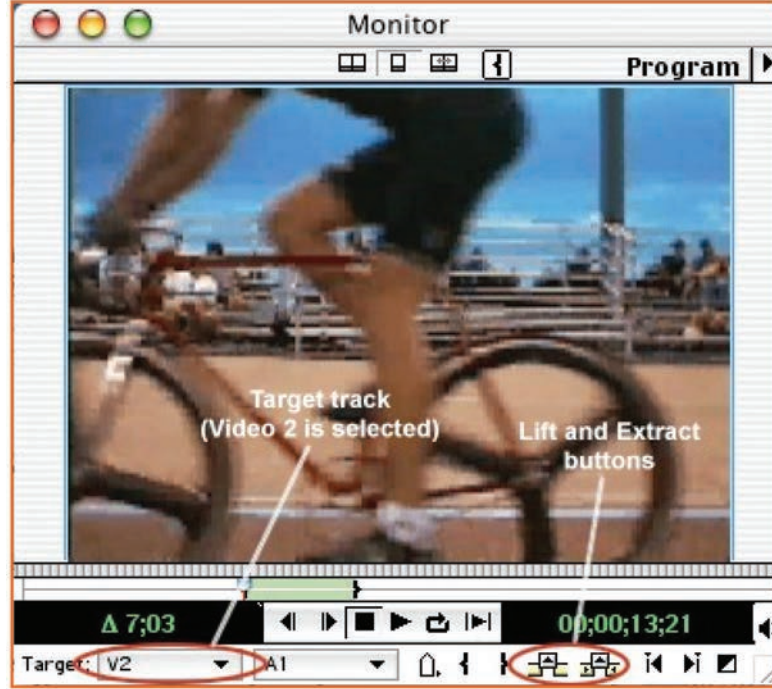 Monitor
Program
Target track
(Video 2 is selected)
Lift and Extract
buttons
Δ 7;03
00;00;13;21
Target: V2
A1